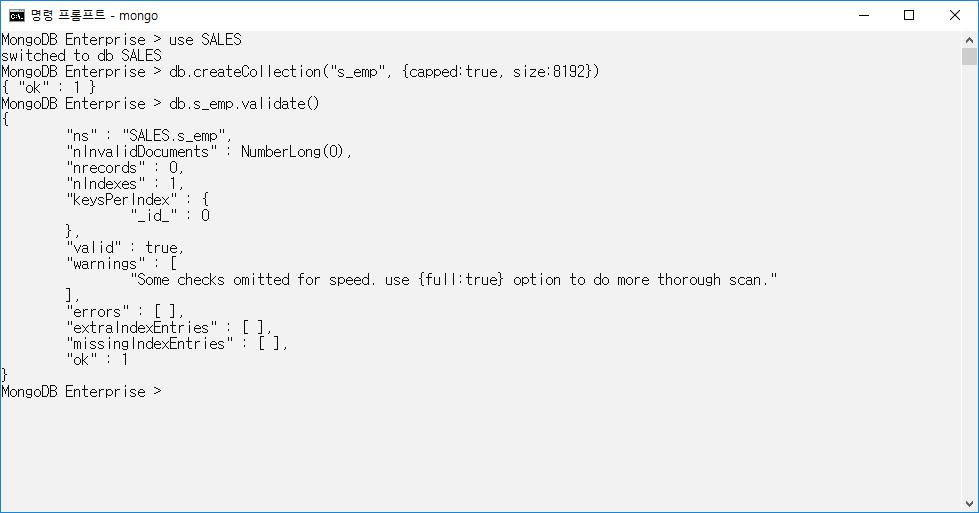 명령 프롬프트 - mongo
MongoDB Enterprise > use SALES
switched to db SALES
MongoDB Enterprise > db.createCollection("s_emp", {capped:true, size:8192})
{ "ok" : 1 }
MongoDB Enterprise > db.s_emp.validate()
{
        "ns" : "SALES.s_emp",
        "nInvalidDocuments" : NumberLong(0),
        "nrecords" : 0,
        "nIndexes" : 1,
        "keysPerIndex" : {
                "_id_" : 0
        },
        "valid" : true,
        "warnings" : [
                "Some checks omitted for speed. use {full:true} option to do more thorough scan."
        ],
        "errors" : [ ],
        "extraIndexEntries" : [ ],
        "missingIndexEntries" : [ ],
        "ok" : 1
}
MongoDB Enterprise >